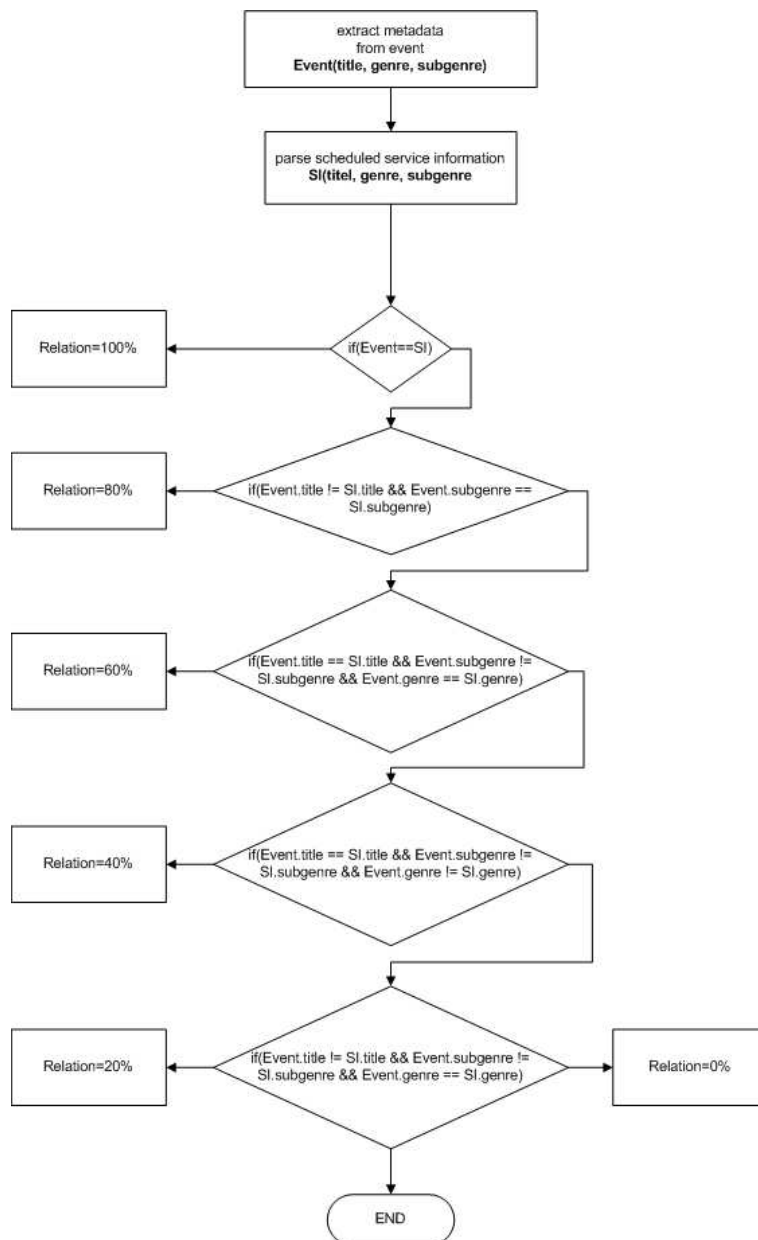 extract metadata
from event
Event(title, genre, subgenre)
parse scheduled service information
SI(titel, genre, subgenre
Relation=100%
if(Event==SI)
Relation=80%
if(Event.title != SI.title && Event.subgenre ==
SI.subgenre)
Relation=60%
if(Event.title == SI.title && Event.subgenre !=
SI.subgenre && Event.genre == SI.genre)
Relation=40%
if(Event.title == SI.title && Event.subgenre !=
SI.subgenre && Event.genre != SI.genre)
Relation=20%
if(Event.title != SI.title && Event.subgenre !=
SI.subgenre && Event.genre == SI.genre)
Relation=0%
END